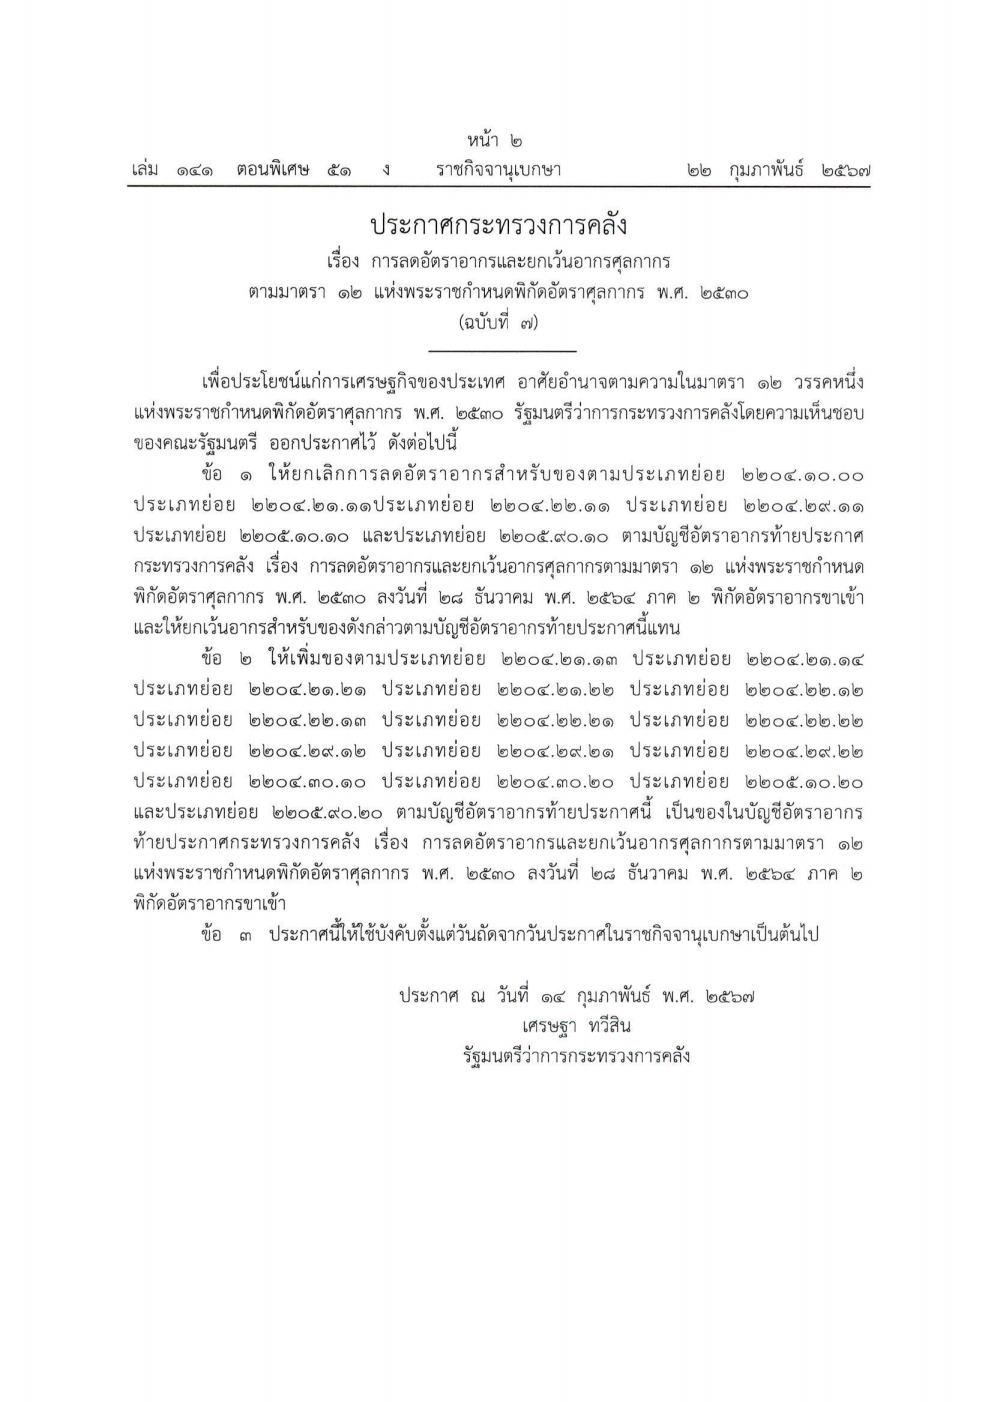 หน้า ๒
เล่ม ๑๔๑ ตอนพิเศษ ๕๑ ง ราชกิจจานุเบกษา ๒๒ กุมภาพันธ์ ๒๕๖๗
ประกาศกระทรวงการคลัง
เรื่อง การลดอัตราอากรและยกเว้นอากรศุลกากร
ตามมาตรา ๑๒ แห่งพระราชกำหนดพิกัดอัตราศุลกากร พ.ศ. ๒๕๓๐
(ฉบับที่ ๗)
เพื่อประโยชน์แก่การเศรษฐกิจของประเทศ อาศัยอำนาจตามความในมาตรา ๑๒ วรรคหนึ่ง
แห่งพระราชกำหนดพิกัดอัตราศุลกากร พ.ศ. ๒๕๓๐ รัฐมนตรีว่าการกระทรวงการคลังโดยความเห็นชอบ
ของคณะรัฐมนตรี ออกประกาศไว้ ดังต่อไปนี้
ข้อ ๑ ให้ยกเลิกการลดอัตราอากรสำหรับของตามประเภทย่อย ๒๒๐๔.๑๐.๐๐
ประเภทย่อย ๒๒๐๔.๒๑.๑๑ประเภทย่อย ๒๒๐๔.๒๒.๑๑ ประเภทย่อย ๒๒๐๔.๒๙.๑๑
ประเภทย่อย ๒๒๐๕.๑๐.๑๐ และประเภทย่อย ๒๒๐๕.๙๐.๑๐ ตามบัญชีอัตราอากรท้ายประกาศ
กระทรวงการคลัง เรื่อง การลดอัตราอากรและยกเว้นอากรศุลกากรตามมาตรา ๑๒ แห่งพระราชกำหนด
พิกัดอัตราศุลกากร พ.ศ. ๒๕๓๐ ลงวันที่ ๒๘ ธันวาคม พ.ศ. ๒๕๖๔ ภาค ๒ พิกัดอัตราอากรขาเข้า
และให้ยกเว้นอากรสำหรับของดังกล่าวตามบัญชีอัตราอากรท้ายประกาศนี้แทน
ข้อ ๒ ให้เพิ่มของตามประเภทย่อย ๒๒๐๔.๒๑.๑๓ ประเภทย่อย ๒๒๐๔.๒๑.๑๔
ประเภทย่อย ๒๒๐๔.๒๑.๒๑ ประเภทย่อย ๒๒๐๔.๒๑.๒๒ ประเภทย่อย ๒๒๐๔.๒๒.๑๒
ประเภทย่อย ๒๒๐๔.๒๒.๑๓ ประเภทย่อย ๒๒๐๔.๒๒.๒๑ ประเภทย่อย ๒๒๐๔.๒๒.๒๒
ประเภทย่อย ๒๒๐๔.๒๙.๑๒ ประเภทย่อย ๒๒๐๔.๒๙.๒๑ ประเภทย่อย ๒๒๐๔.๒๙.๒๒
ประเภทย่อย ๒๒๐๔.๓๐.๑๐ ประเภทย่อย ๒๒๐๔.๓๐.๒๐ ประเภทย่อย ๒๒๐๕.๑๐.๒๐
และประเภทย่อย ๒๒๐๕.๙๐.๒๐ ตามบัญชีอัตราอากรท้ายประกาศนี้ เป็นของในบัญชีอัตราอากร
ท้ายประกาศกระทรวงการคลัง เรื่อง การลดอัตราอากรและยกเว้นอากรศุลกากรตามมาตรา ๑๒
แห่งพระราชกำหนดพิกัดอัตราศุลกากร พ.ศ. ๒๕๓๐ ลงวันที่ ๒๘ ธันวาคม พ.ศ. ๒๕๖๔ ภาค ๒
พิกัดอัตราอากรขาเข้า
ข้อ ๓ ประกาศนี้ให้ใช้บังคับตั้งแต่วันถัดจากวันประกาศในราชกิจจานุเบกษาเป็นต้นไป
ประกาศ ณ วันที่ ๑๔ กุมภาพันธ์ พ.ศ. ๒๕๖๗
เศรษฐา ทวีสิน
รัฐมนตรีว่าการกระทรวงการคลัง